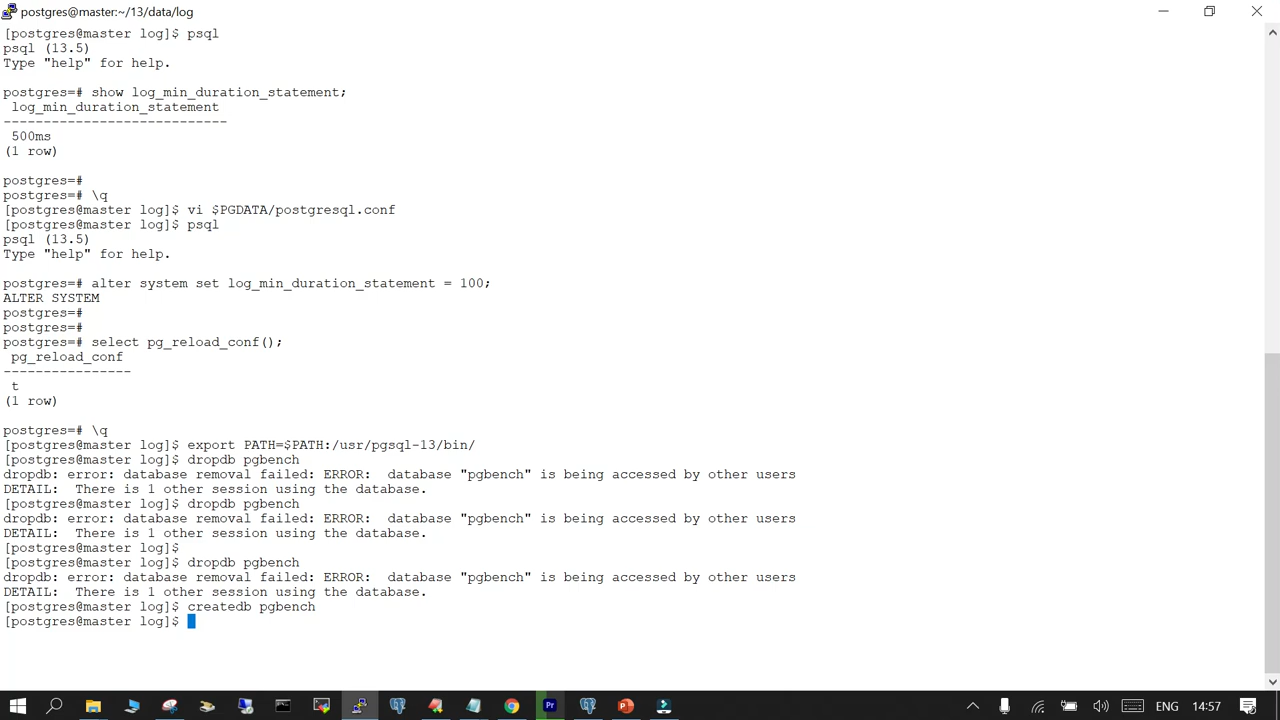 postgres@master:~/13/data/log
[postgres@master log]$ psql
psql (13.5)
Type "help" for help.
postgres=# show log_min_duration_statement;
log_min_duration_statement
----------------------------
500ms
(1 row)
postgres=#
postgres=# \q
[postgres@master log]$ vi $PGDATA/postgresql.conf
[postgres@master log]$ psql
psql (13.5)
Type "help" for help.
postgres=# alter system set log_min_duration_statement = 100;
ALTER SYSTEM
postgres=#
postgres=#
postgres=# select pg_reload_conf();
pg_reload_conf
----------------
t
(1 row)
postgres=# \q
[postgres@master log]$ export PATH=$PATH:/usr/pgsql-13/bin/
[postgres@master log]$ dropdb pgbench
dropdb: error: database removal failed: ERROR:  database "pgbench" is being accessed by other users
DETAIL:  There is 1 other session using the database.
[postgres@master log]$ dropdb pgbench
dropdb: error: database removal failed: ERROR:  database "pgbench" is being accessed by other users
DETAIL:  There is 1 other session using the database.
[postgres@master log]$
[postgres@master log]$ dropdb pgbench
dropdb: error: database removal failed: ERROR:  database "pgbench" is being accessed by other users
DETAIL:  There is 1 other session using the database.
[postgres@master log]$ createdb pgbench
[postgres@master log]$
Pr
ENG 14:57